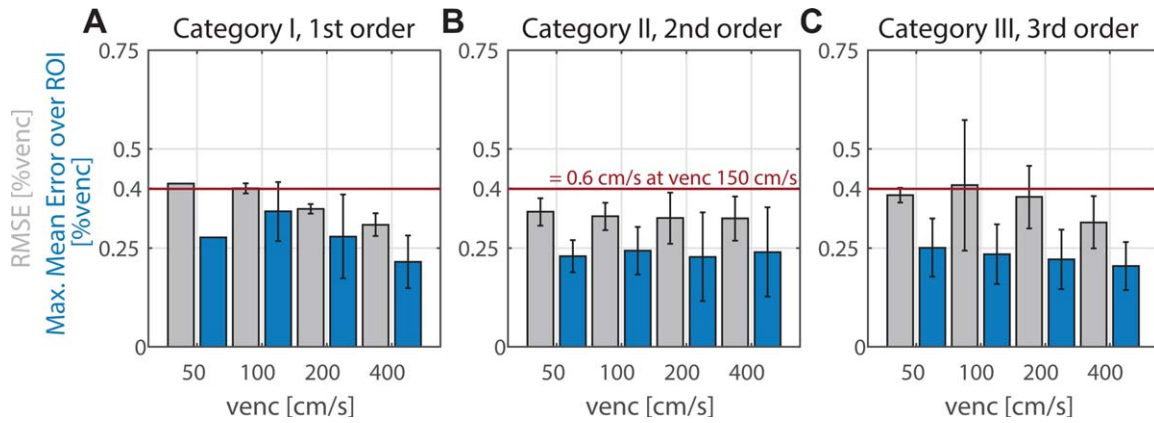 A Category I, 1st order
B Category II, 2nd order
C Category III, 3rd order
RMSE [%venc]
Max. Mean Error over ROI
[%venc]
0.75
0.5
0.4
0.25
0
50 100 200 400
venc [cm/s]
0.75
0.5
0.4
0.25
0
= 0.6 cm/s at venc 150 cm/s
50 100 200 400
venc [cm/s]
0.75
0.5
0.4
0.25
0
50 100 200 400
venc [cm/s]